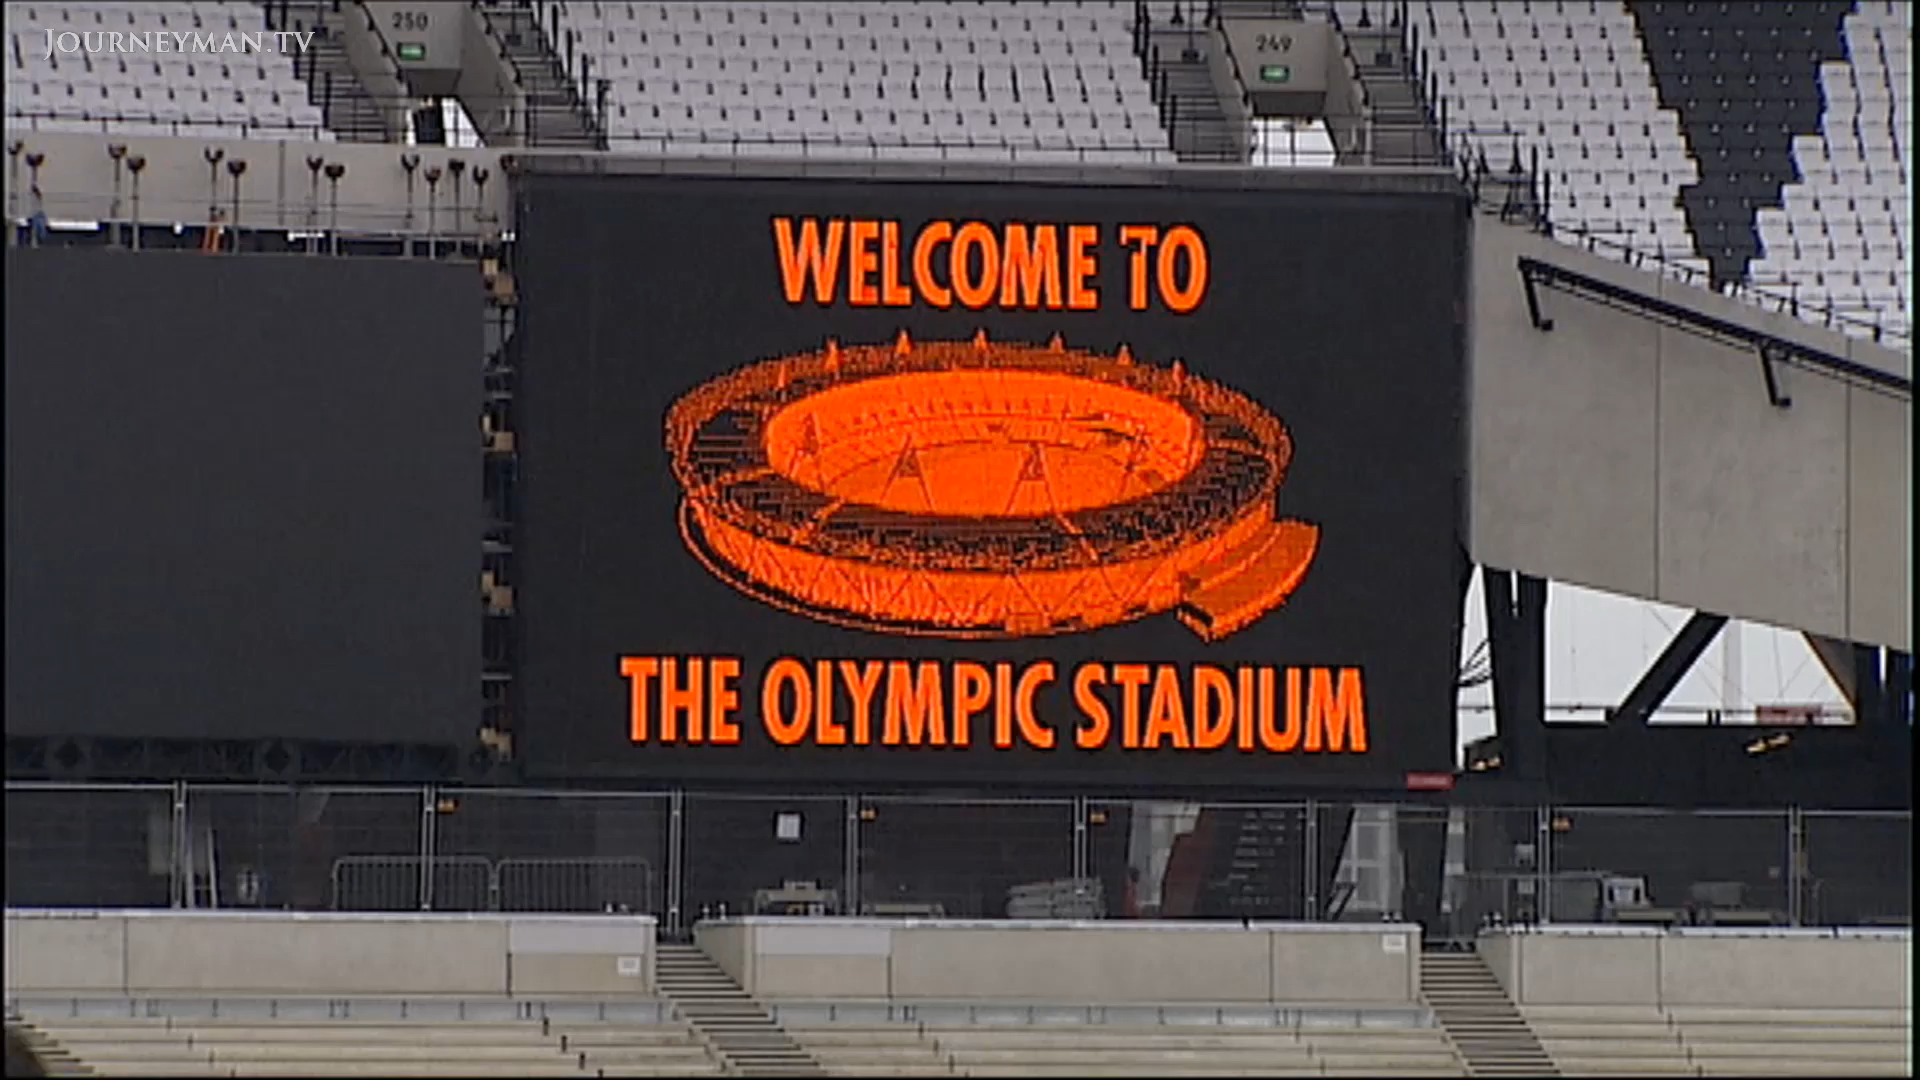 JOURNEYMAN.TV
250
249
WELCOME TO
THE OLYMPIC STADIUM